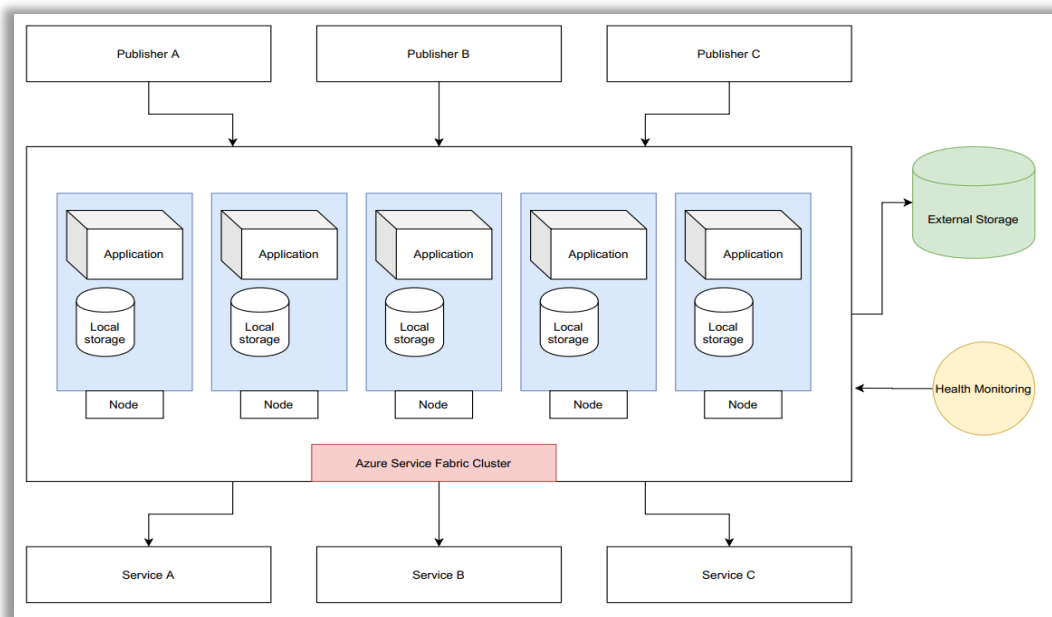 Publisher A
Publisher B
Publisher C
Application
Application
Application
Application
Application
External Storage
Local
storage
Local
storage
Local
storage
Local
storage
Local
storage
Health Monitoring
Node
Node
Node
Node
Node
Azure Service Fabric Cluster
Service A
Service B
Service C